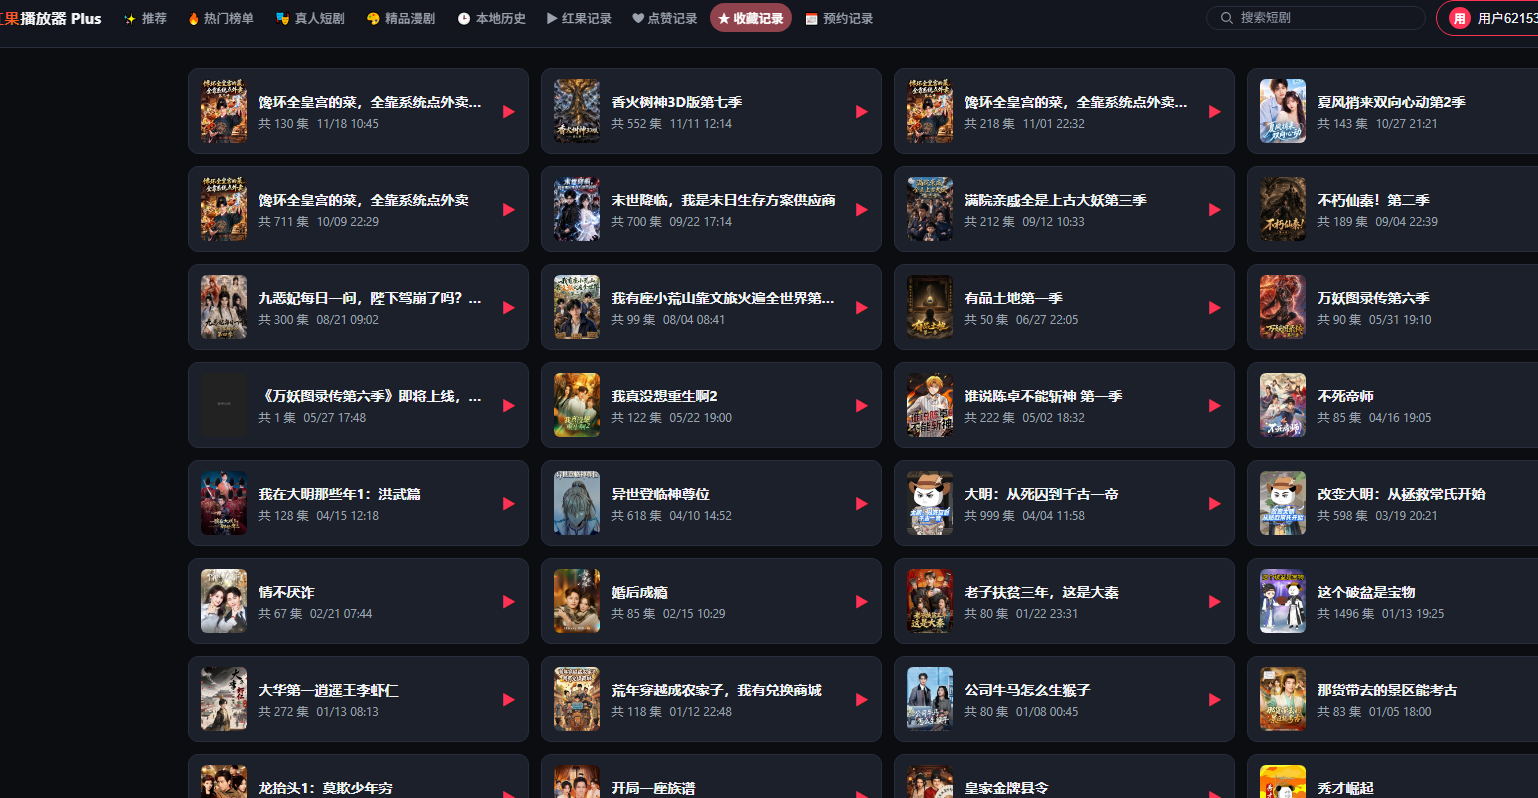 红果播放器 Plus
推荐
热门榜单
真人短剧
精品漫剧
本地历史
红果记录
点赞记录
收藏记录
预约记录
搜索短剧
用
用户62153
馋坏全皇宫的菜，全靠系统点外卖...
共 130 集 11/18 10:45
香火树神3D版第七季
共 552 集 11/11 12:14
馋坏全皇宫的菜，全靠系统点外卖...
共 218 集 11/01 22:32
夏风捎来双向心动第2季
共 143 集 10/27 21:21
馋坏全皇宫的菜，全靠系统点外卖
共 711 集 10/09 22:29
末世降临，我是末日生存方案供应商
共 700 集 09/22 17:14
满院亲戚全是上古大妖第三季
共 212 集 09/12 10:33
不朽仙秦！第二季
共 189 集 09/04 22:39
九恶妃每日一问，陛下驾崩了吗？...
共 300 集 08/21 09:02
我有座小荒山靠文旅火遍全世界第...
共 99 集 08/04 08:41
有品土地第一季
共 50 集 06/27 22:05
万妖图录传第六季
共 90 集 05/31 19:10
《万妖图录传第六季》即将上线，...
共 1 集 05/27 17:48
我真没想重生啊2
共 122 集 05/22 19:00
谁说陈卓不能斩神 第一季
共 222 集 05/02 18:32
不死帝师
共 85 集 04/16 19:05
我在大明那些年1：洪武篇
共 128 集 04/15 12:18
异世登临神尊位
共 618 集 04/10 14:52
大明：从死囚到千古一帝
共 999 集 04/04 11:58
改变大明：从拯救常氏开始
共 598 集 03/19 20:21
情不厌诈
共 67 集 02/21 07:44
婚后成瘾
共 85 集 02/15 10:29
老子扶贫三年，这是大秦
共 80 集 01/22 23:31
这个破盆是宝物
共 1496 集 01/13 19:25
大华第一逍遥王李虾仁
共 272 集 01/13 08:13
荒年穿越成农家子，我有兑换商城
共 118 集 01/12 22:48
公司牛马怎么生猴子
共 80 集 01/08 00:45
那货带去的景区能考古
共 83 集 01/05 18:00
龙抬头1：莫欺少年穷
开局一座族谱
皇家金牌县令
秀才崛起